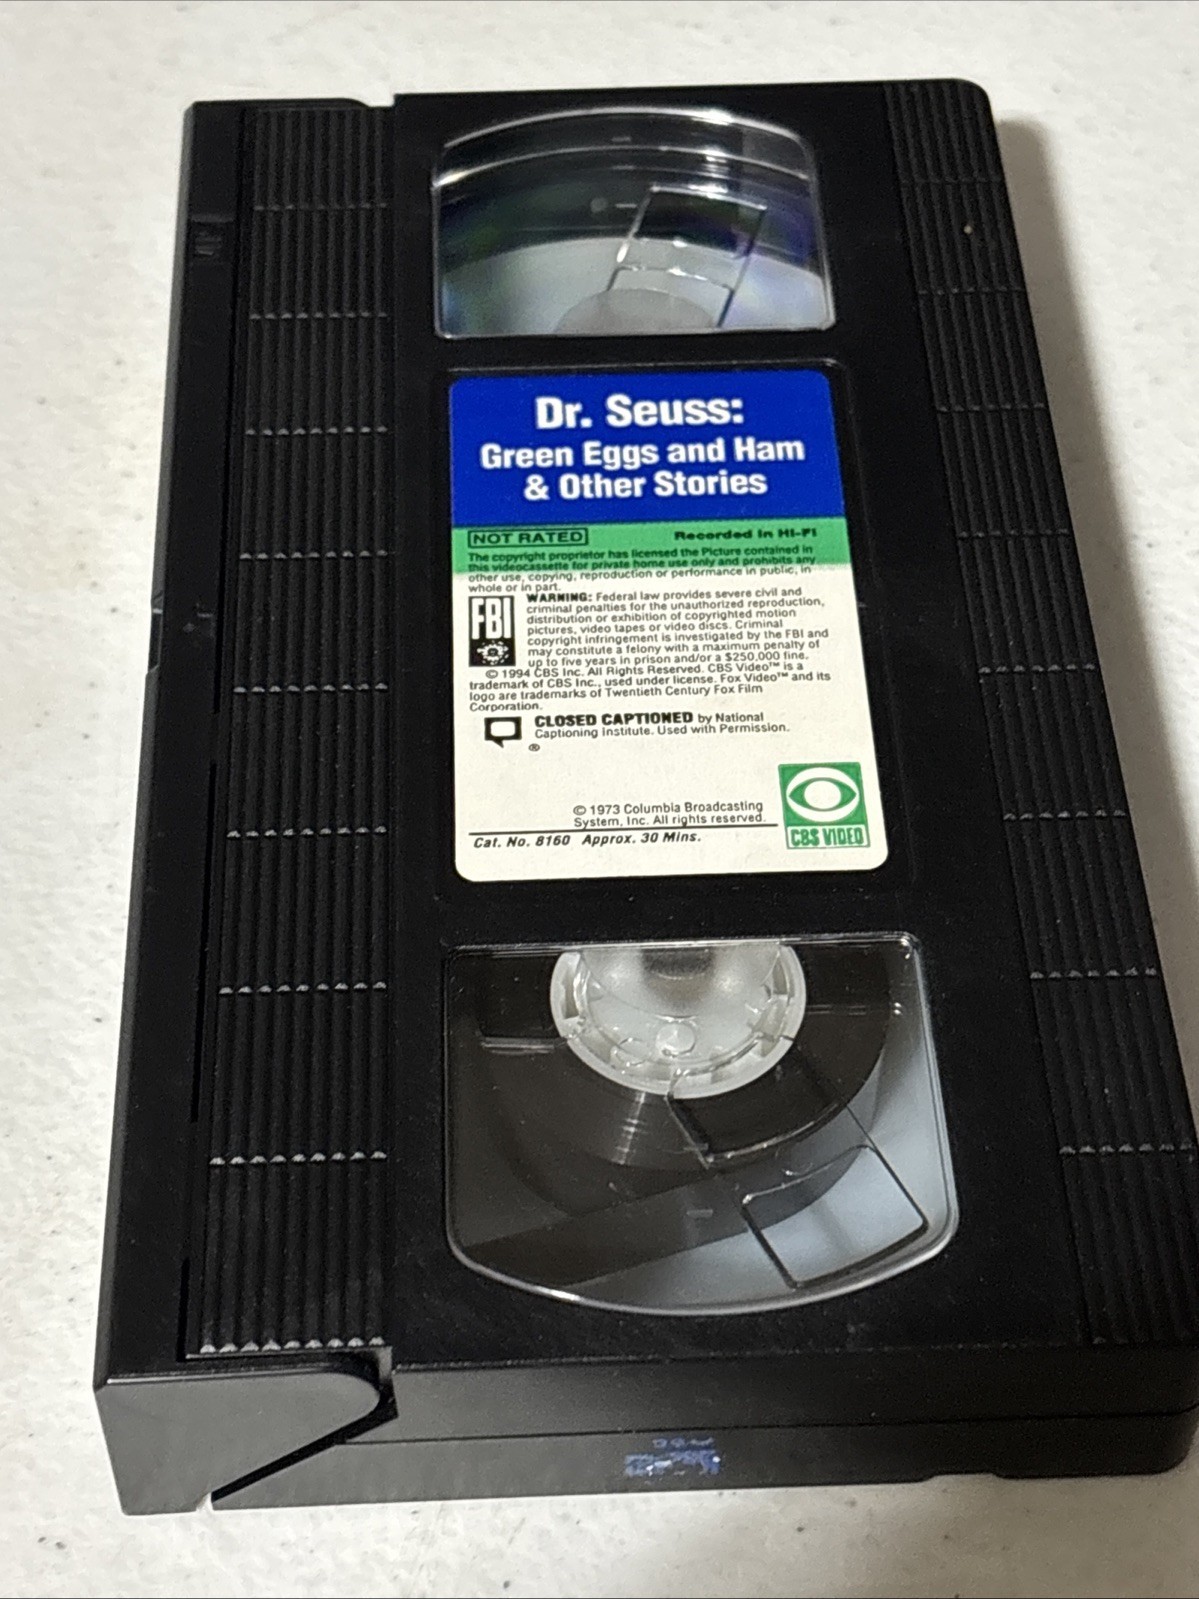 Dr. Seuss:
Green Eggs and Ham
& Other Stories
NOT RATED Recorded in HI-FI
The copyright proprietor has licensed the Picture contained in
this videocassette for private home use only and prohibits any
other use, copying, reproduction or performance in public, in
whole or in part.
FBI
WARNING: Federal law provides severe civil and
criminal penalties for the unauthorized reproduction,
distribution or exhibition of copyrighted motion
pictures, video tapes or video discs. Criminal
copyright infringement is investigated by the FBI and
may constitute a felony with a maximum penalty of
up to five years in prison and/or a $250,000 fine.
© 1994 CBS Inc. All Rights Reserved. CBS Video™ is a
trademark of CBS Inc., used under license. Fox Video™ and its
logo are trademarks of Twentieth Century Fox Film
Corporation.
CLOSED CAPTIONED by National
Captioning Institute. Used with Permission.
®
© 1973 Columbia Broadcasting
System, Inc. All rights reserved.
Cat. No. 8160 Approx. 30 Mins.
CBS VIDEO